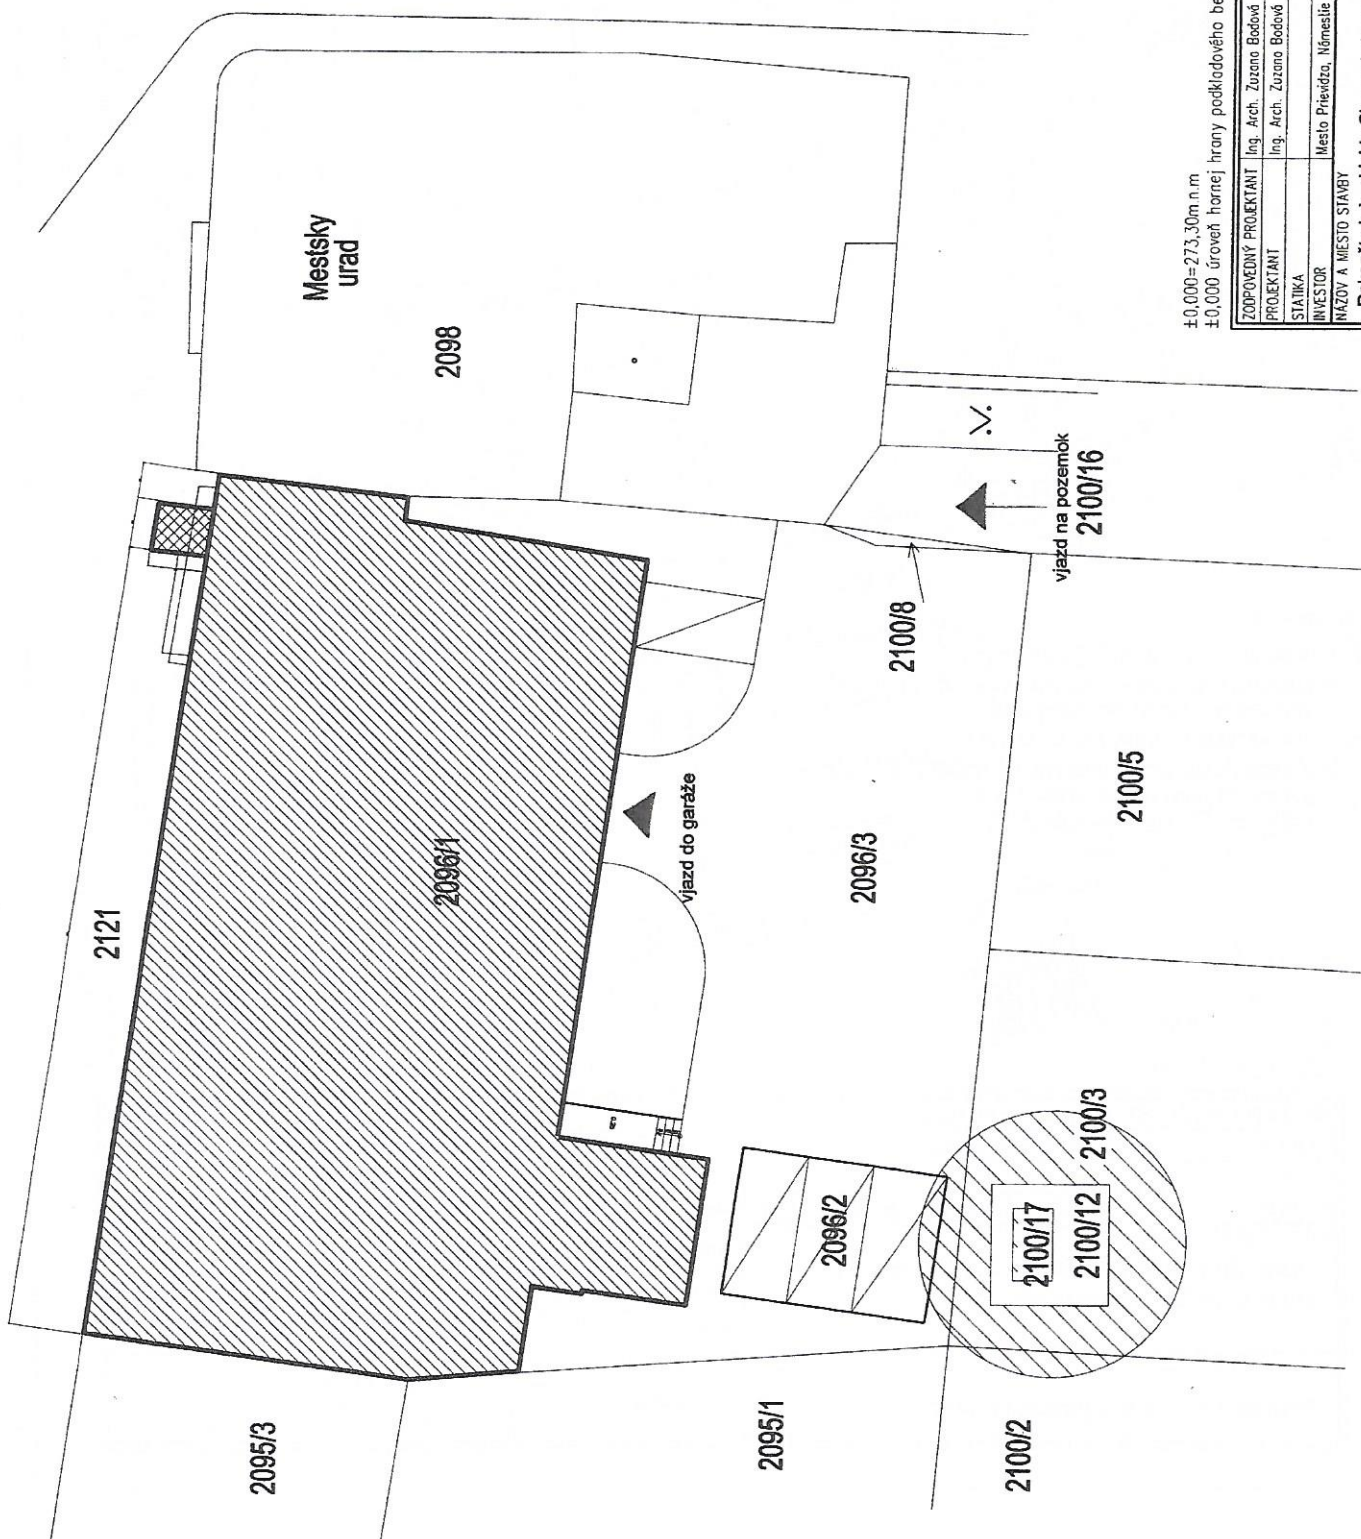 Mestsky
urad
2098
2121
2096/1
vjazd do garáže
2096/3
2100/8
vjazd na pozemok
2100/16
2100/5
2096/2
2100/3
2100/17
2100/12
2095/3
2095/1
2100/2
±0,000=273,30m.n.m
±0,000 úroveň hornej hrany podkladového be
ZODPOVEDNÝ PROJEKTANT Ing. Arch. Zuzana Bodová
PROJEKTANT Ing. Arch. Zuzana Bodová
STATIKA
INVESTOR Mesto Prievidza, Námestie
NÁZOV A MIESTO STAVBY